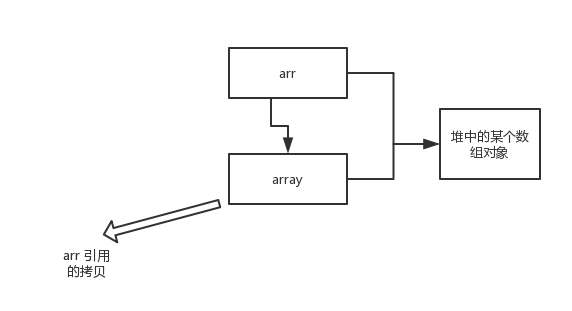 arr
堆中的某个数
组对象
array
arr 引用
的拷贝